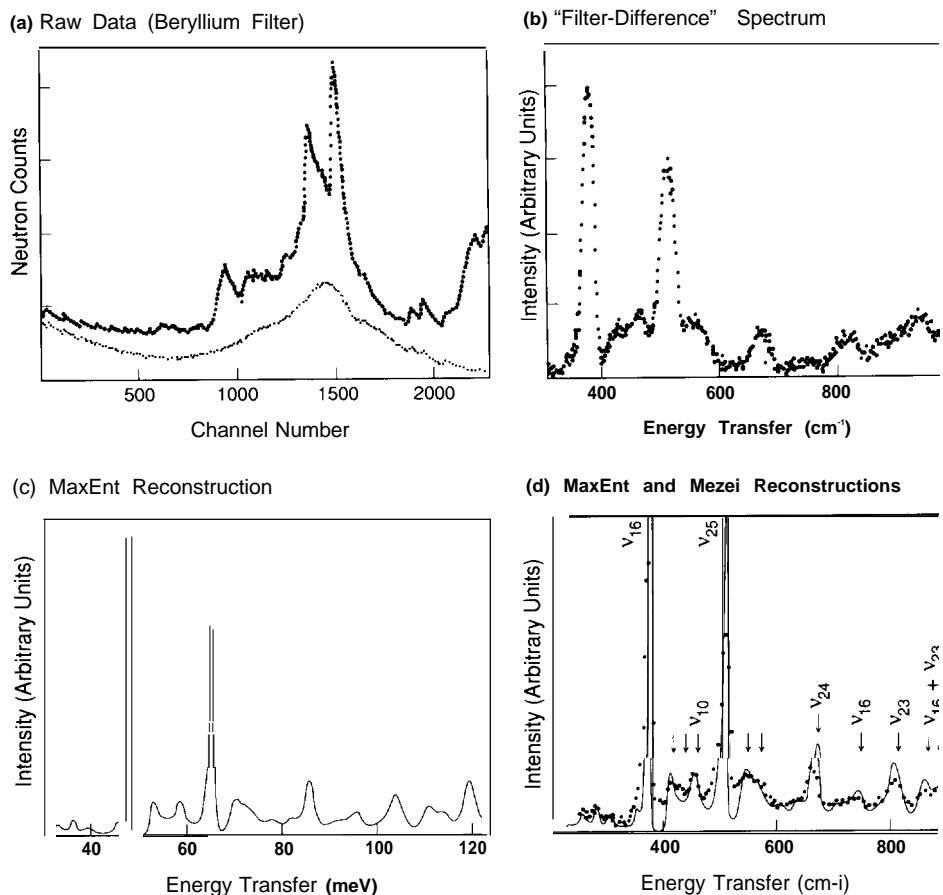 (a) Raw Data (Beryllium Filter)
Neutron Counts
500 1000 1500 2000
Channel Number
(b) “Filter-Difference” Spectrum
Intensity (Arbitrary Units)
400 600 800
Energy Transfer (cm⁻¹)
(c) MaxEnt Reconstruction
Intensity (Arbitrary Units)
40 60 80 100 120
Energy Transfer (meV)
(d) MaxEnt and Mezei Reconstructions
Intensity (Arbitrary Units)
ν₁₆ ν₂₅ ν₁₀ ν₂₄ ν₁₆ ν₂₃ ν₁₆ + ν₂₃
400 600 800
Energy Transfer (cm-i)